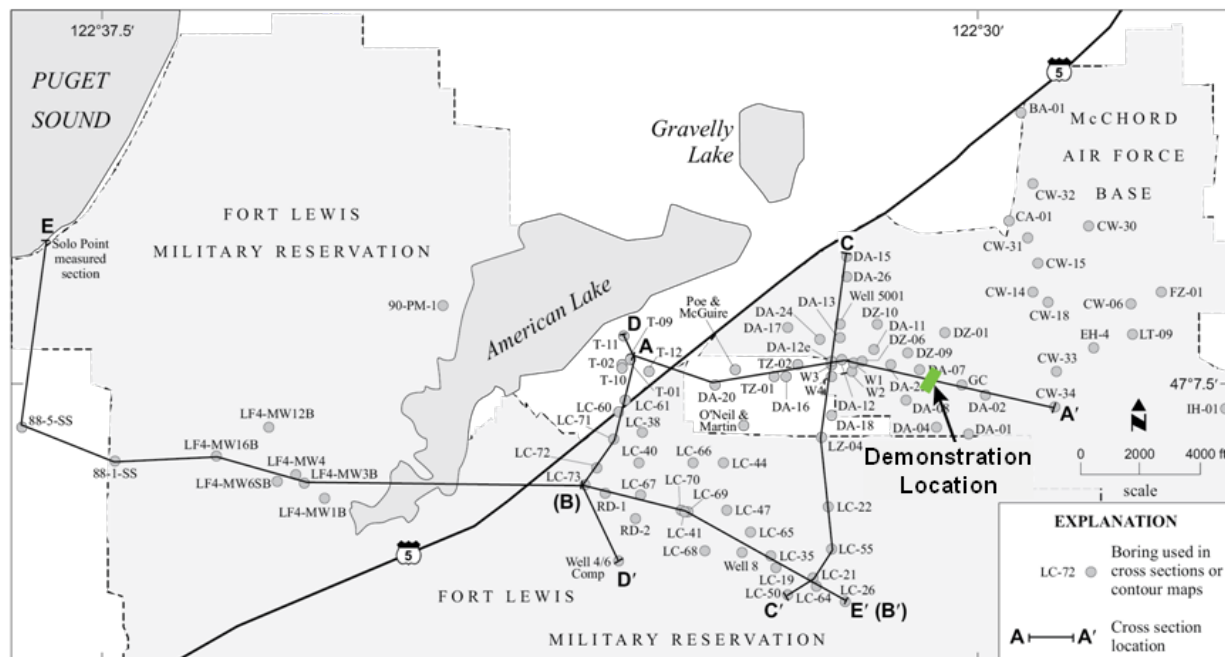 122°37.5'
122°30'
PUGET
SOUND
5
BA-01
McCHORD
AIR FORCE
BASE
Gravelly
Lake
CW-32
FORT LEWIS
MILITARY RESERVATION
E
Solo Point
measured
section
CA-01
CW-30
CW-31
C
DA-15
CW-15
DA-26
90-PM-1
American Lake
Poe &
McGuire
DA-13
Well 5001
DZ-10
CW-14
CW-18
CW-06
FZ-01
DA-24
DA-17
DA-11
DZ-06
DZ-01
EH-4
LT-09
D
T-09
T-11
A
T-12
T-02
T-10
T-01
DA-12c
TZ-02
DZ-09
DA-07
CW-33
W3
W4
W1
W2
TZ-01
DA-16
DA-20
GC
CW-34
47°7.5'
LC-60
LC-61
DA-12
DA-08
DA-02
A'
IH-01
O'Neil &
Martin
DA-18
DA-04
DA-01
LC-71
LC-38
LZ-04
88-5-SS
LF4-MW12B
LF4-MW16B
88-1-SS
LF4-MW4
LF4-MW3B
LF4-MW6SB
LF4-MW1B
LC-72
LC-40
LC-66
LC-44
Demonstration
Location
N
0 2000 4000 ft
scale
LC-73
(B)
LC-67
LC-70
LC-69
RD-1
RD-2
LC-41
LC-47
LC-22
LC-65
LC-68
Well 8
LC-35
LC-55
5
Well 4/6
Comp
D'
LC-19
LC-21
LC-50
LC-64
LC-26
C'
E' (B')
FORT LEWIS
MILITARY RESERVATION
EXPLANATION
LC-72
Boring used in
cross sections or
contour maps
A A' Cross section
location